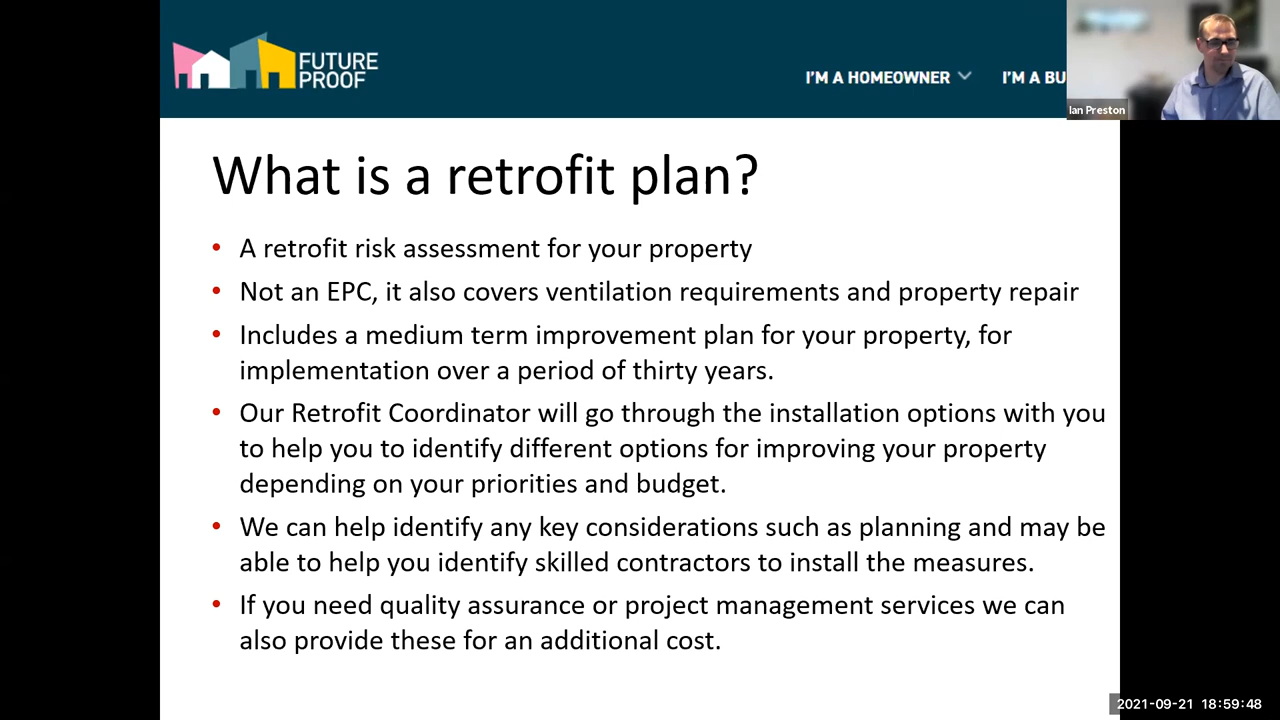 FUTURE
PROOF
I'M A HOMEOWNER
I'M A BU
Ian Preston
What is a retrofit plan?
• A retrofit risk assessment for your property
• Not an EPC, it also covers ventilation requirements and property repair
• Includes a medium term improvement plan for your property, for
implementation over a period of thirty years.
• Our Retrofit Coordinator will go through the installation options with you
to help you to identify different options for improving your property
depending on your priorities and budget.
• We can help identify any key considerations such as planning and may be
able to help you identify skilled contractors to install the measures.
• If you need quality assurance or project management services we can
also provide these for an additional cost.
2021-09-21 18:59:48